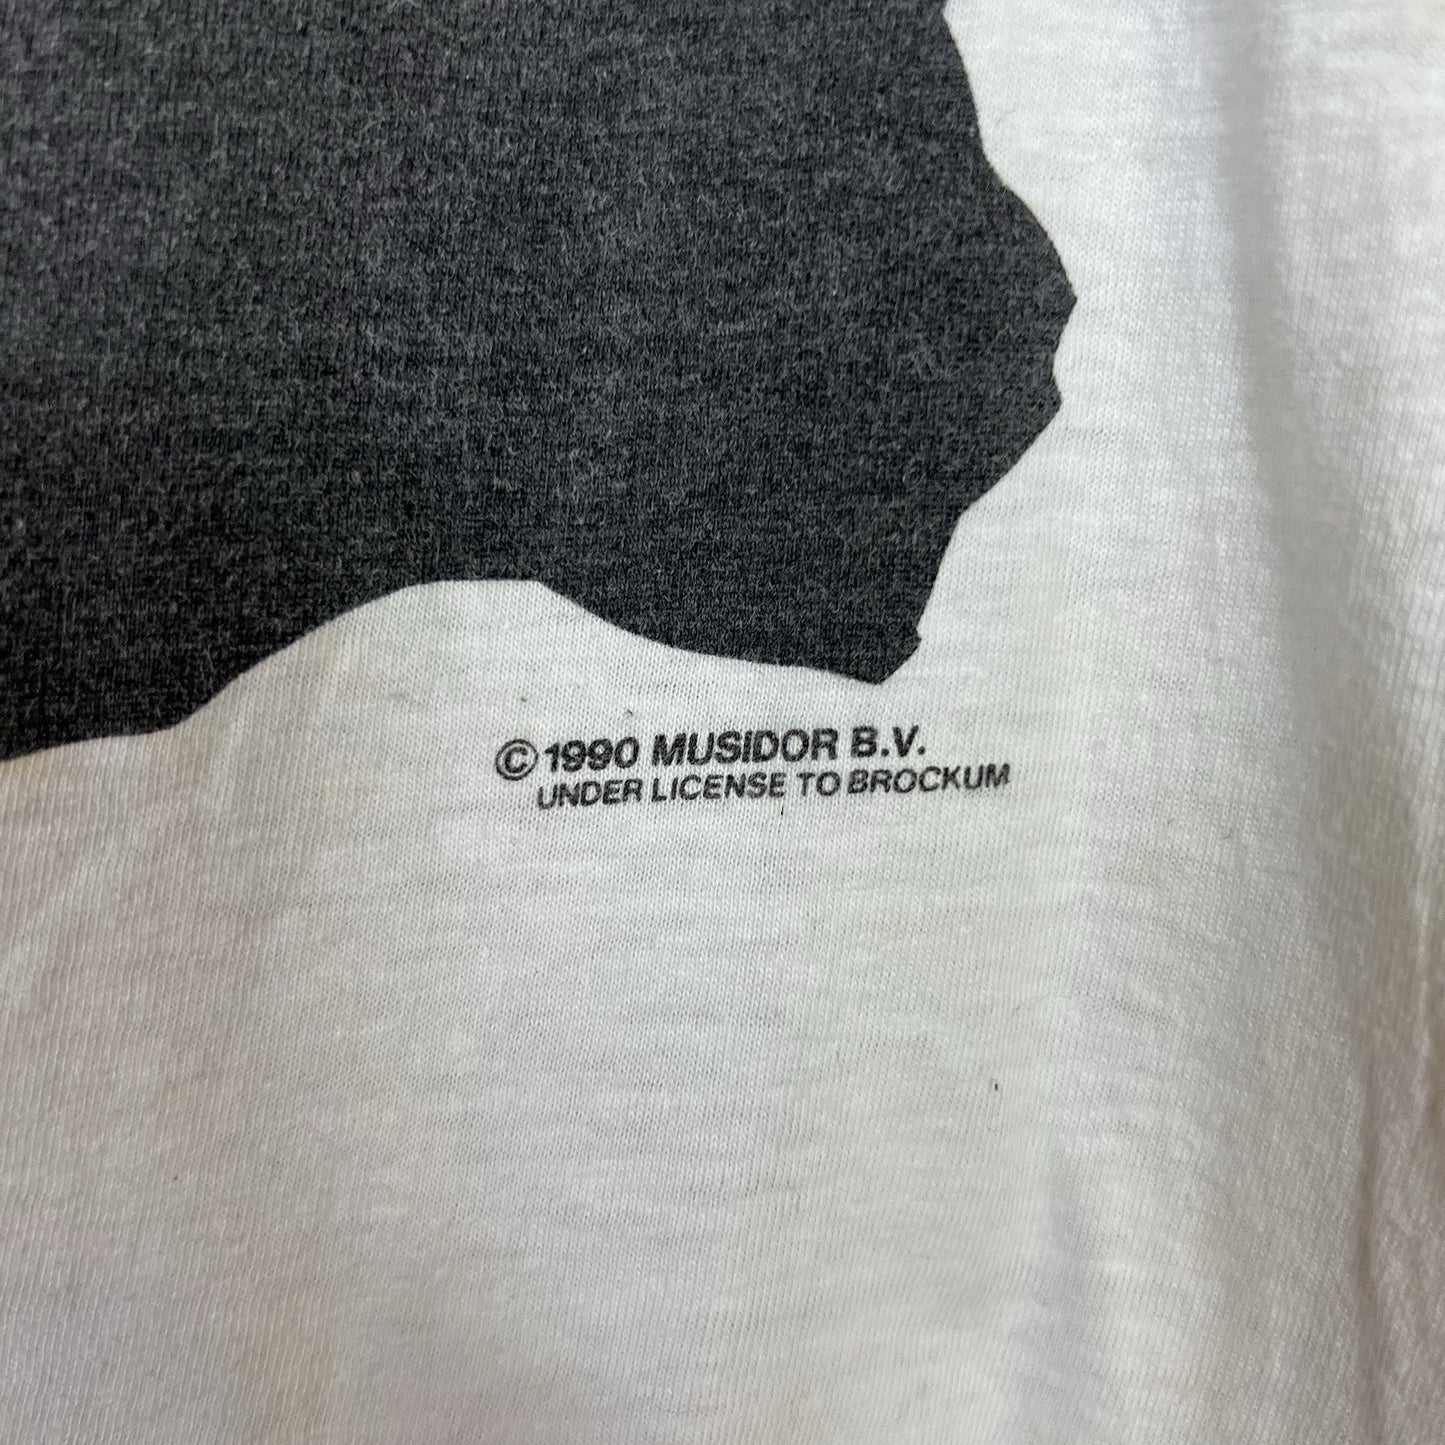 ©1990 MUSIDOR B.V.
UNDER LICENSE TO BROCKUM